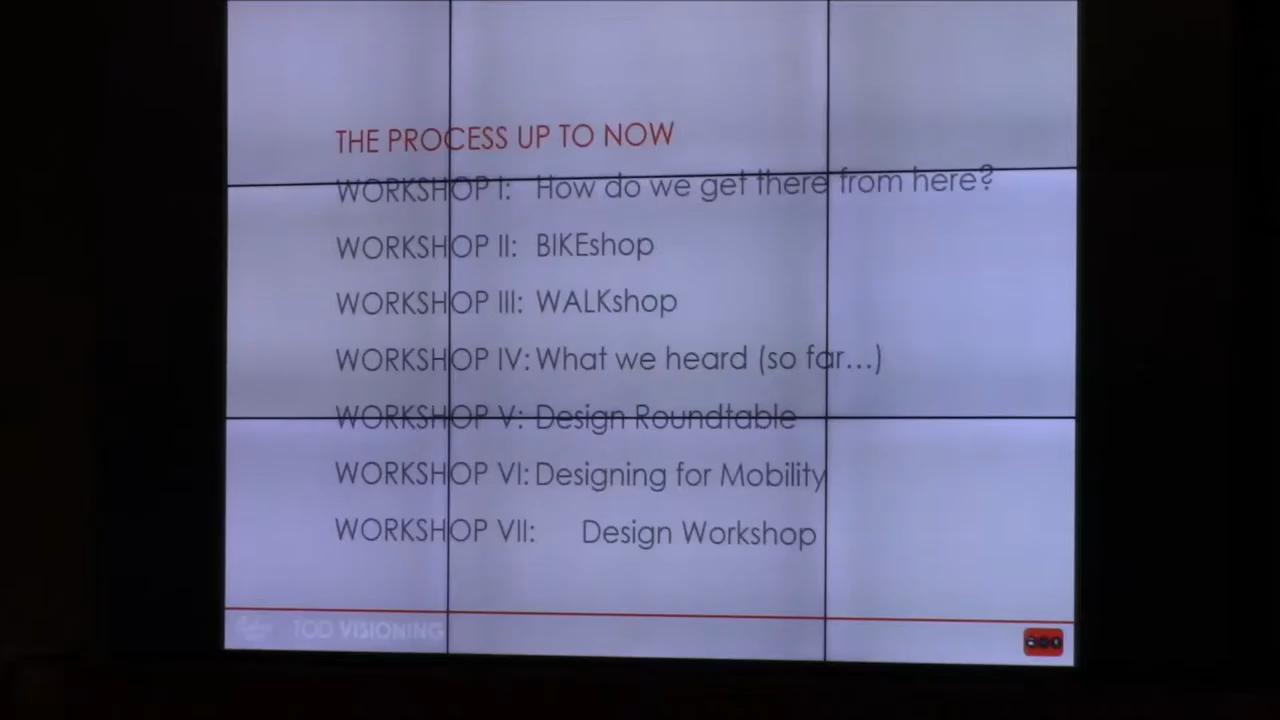 THE PROCESS UP TO NOW
WORKSHOP I: How do we get there from here?
WORKSHOP II: BIKEshop
WORKSHOP III: WALKshop
WORKSHOP IV: What we heard (so far...)
WORKSHOP V: Design Roundtable
WORKSHOP VI: Designing for Mobility
WORKSHOP VII: Design Workshop
TOD VISIONING